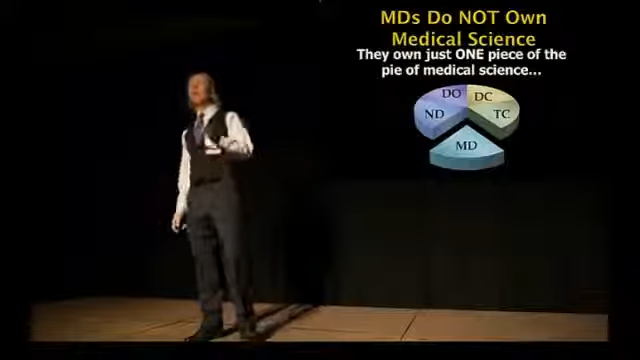 MDs Do NOT Own
Medical Science
They own just ONE piece of the
pie of medical science...
DO
DC
ND
TC
MD